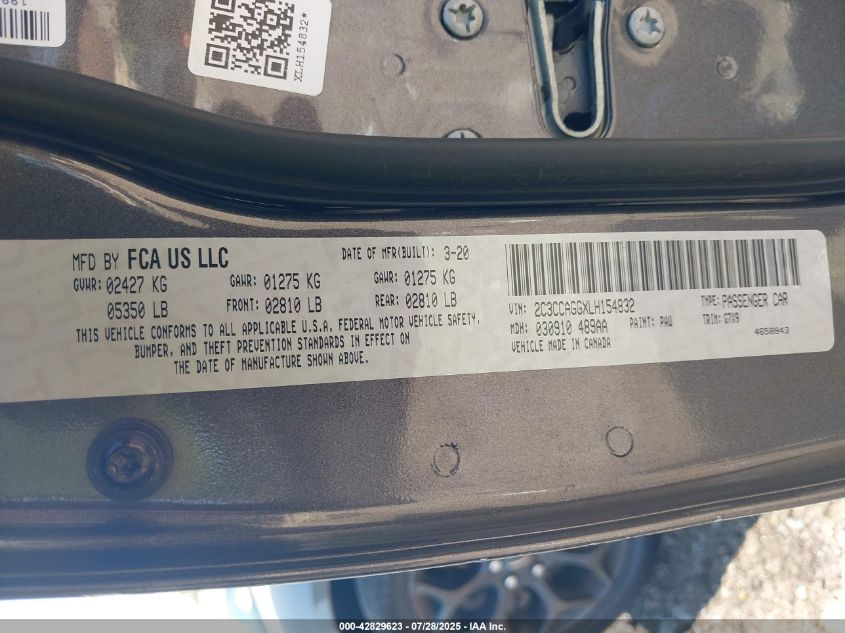 XLH154832*
MFD BY FCA US LLC
DATE OF MFR(BUILT): 3-20
GVWR: 02427 KG
GAWR: 01275 KG
GAWR: 01275 KG
05350 LB
FRONT: 02810 LB
REAR: 02810 LB
THIS VEHICLE CONFORMS TO ALL APPLICABLE U.S.A. FEDERAL MOTOR VEHICLE SAFETY,
BUMPER, AND THEFT PREVENTION STANDARDS IN EFFECT ON
THE DATE OF MANUFACTURE SHOWN ABOVE.
VIN: 2C3CCAGGXLH154832
TYPE: PASSENGER CAR
MDH: 030910 489AA
PAINT: PAU
TRIM: G7X9
VEHICLE MADE IN CANADA
4658843
000-42829623 - 07/28/2025 - IAA Inc.